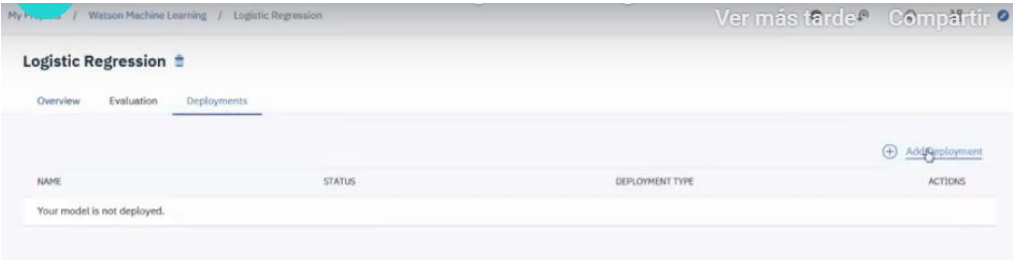 My Projects / Watson Machine Learning / Logistic Regression
Ver más tarde Compartir
Logistic Regression
Overview Evaluation Deployments
Add Deployment
NAME STATUS DEPLOYMENT TYPE ACTIONS
Your model is not deployed.